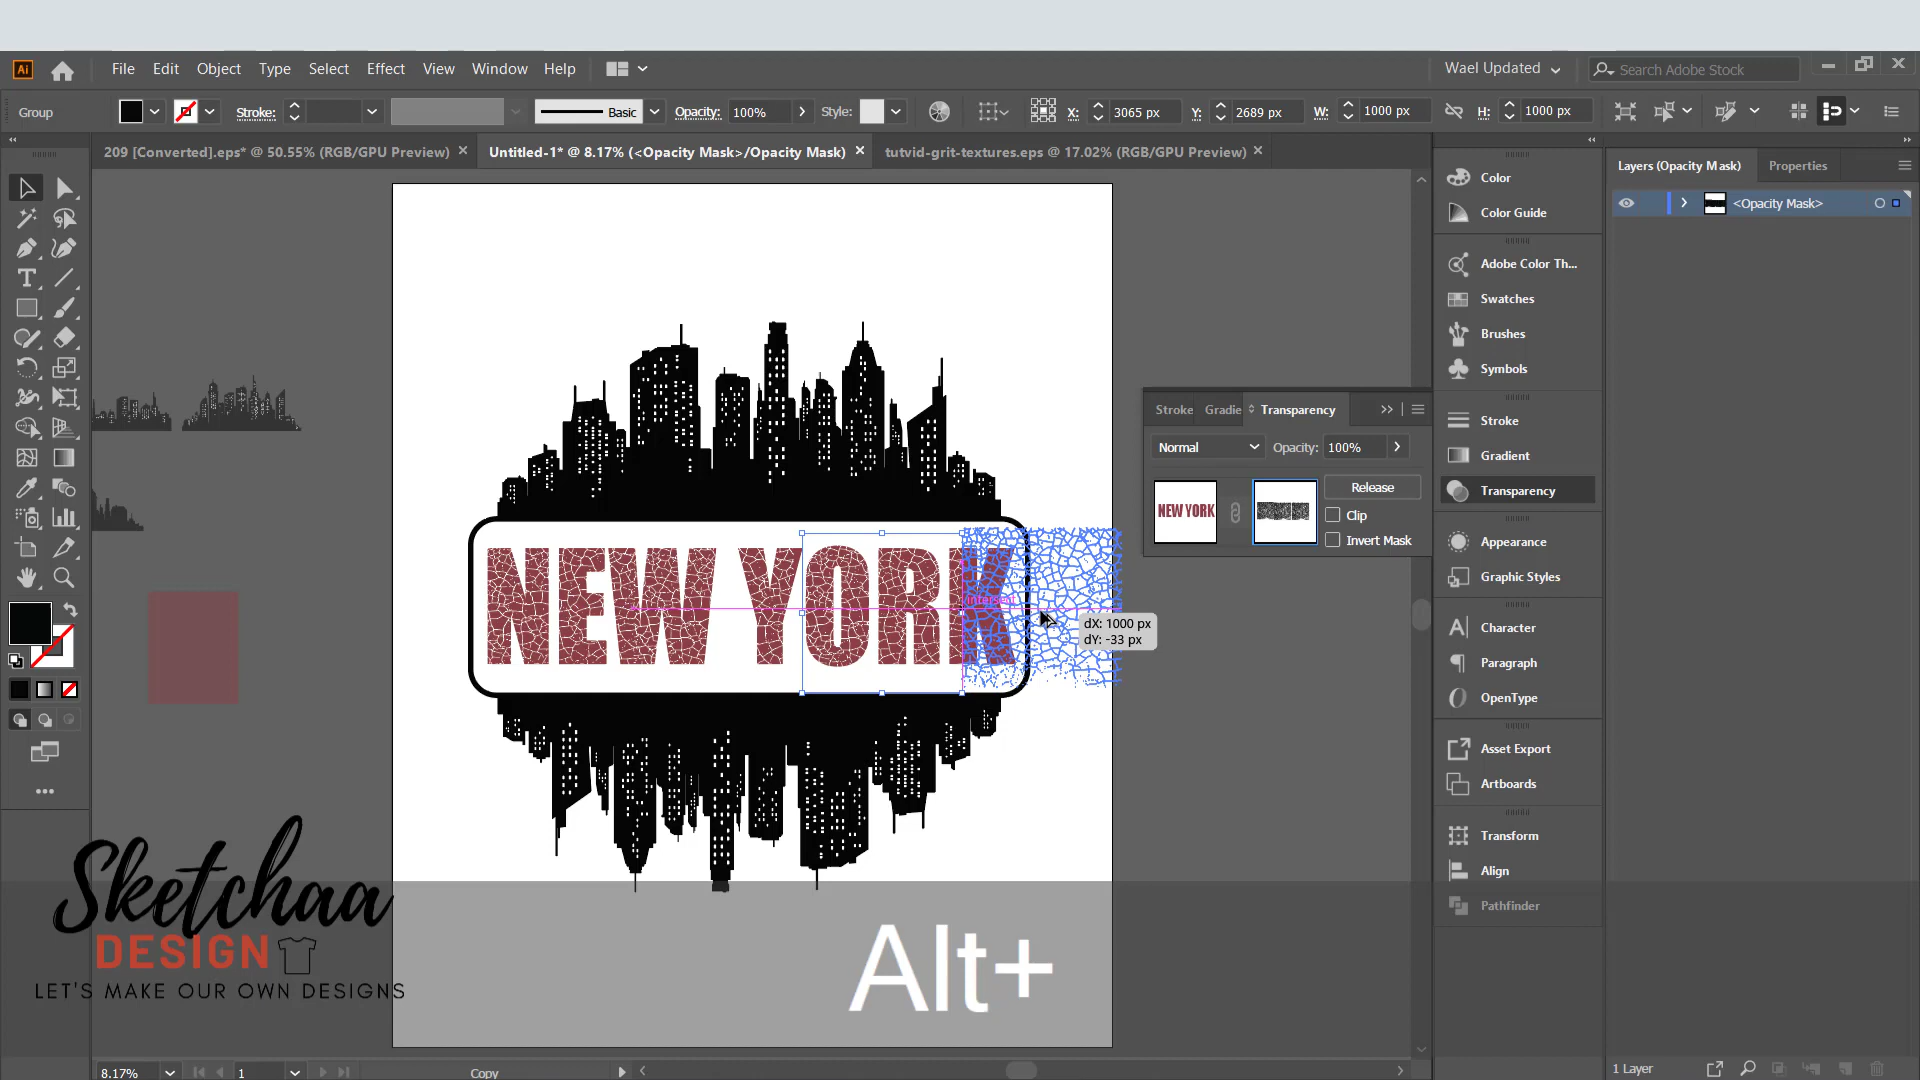 Ai File Edit Object Type Select Effect View Window Help Wael Updated Search Adobe Stock
Group Stroke: Basic Opacity: 100% Style: X: 3065 px Y: 2689 px W: 1000 px H: 1000 px
209 [Converted].eps* @ 50.55% (RGB/GPU Preview) Untitled-1* @ 8.17% (<Opacity Mask>/Opacity Mask) tutvid-grit-textures.eps @ 17.02% (RGB/GPU Preview)
Layers (Opacity Mask) Properties
<Opacity Mask>
Color
Color Guide
Adobe Color Th...
Swatches
Brushes
Symbols
Stroke
Gradient
Transparency
Appearance
Graphic Styles
Character
Paragraph
OpenType
Asset Export
Artboards
Transform
Align
Pathfinder
Stroke Gradie Transparency
Normal Opacity: 100%
NEW YORK
Release
Clip
Invert Mask
NEW YORK
intersect
dX: 1000 px
dY: -33 px
Sketchaa
DESIGN
LET'S MAKE OUR OWN DESIGNS
Alt+
8.17% 1 Copy 1 Layer